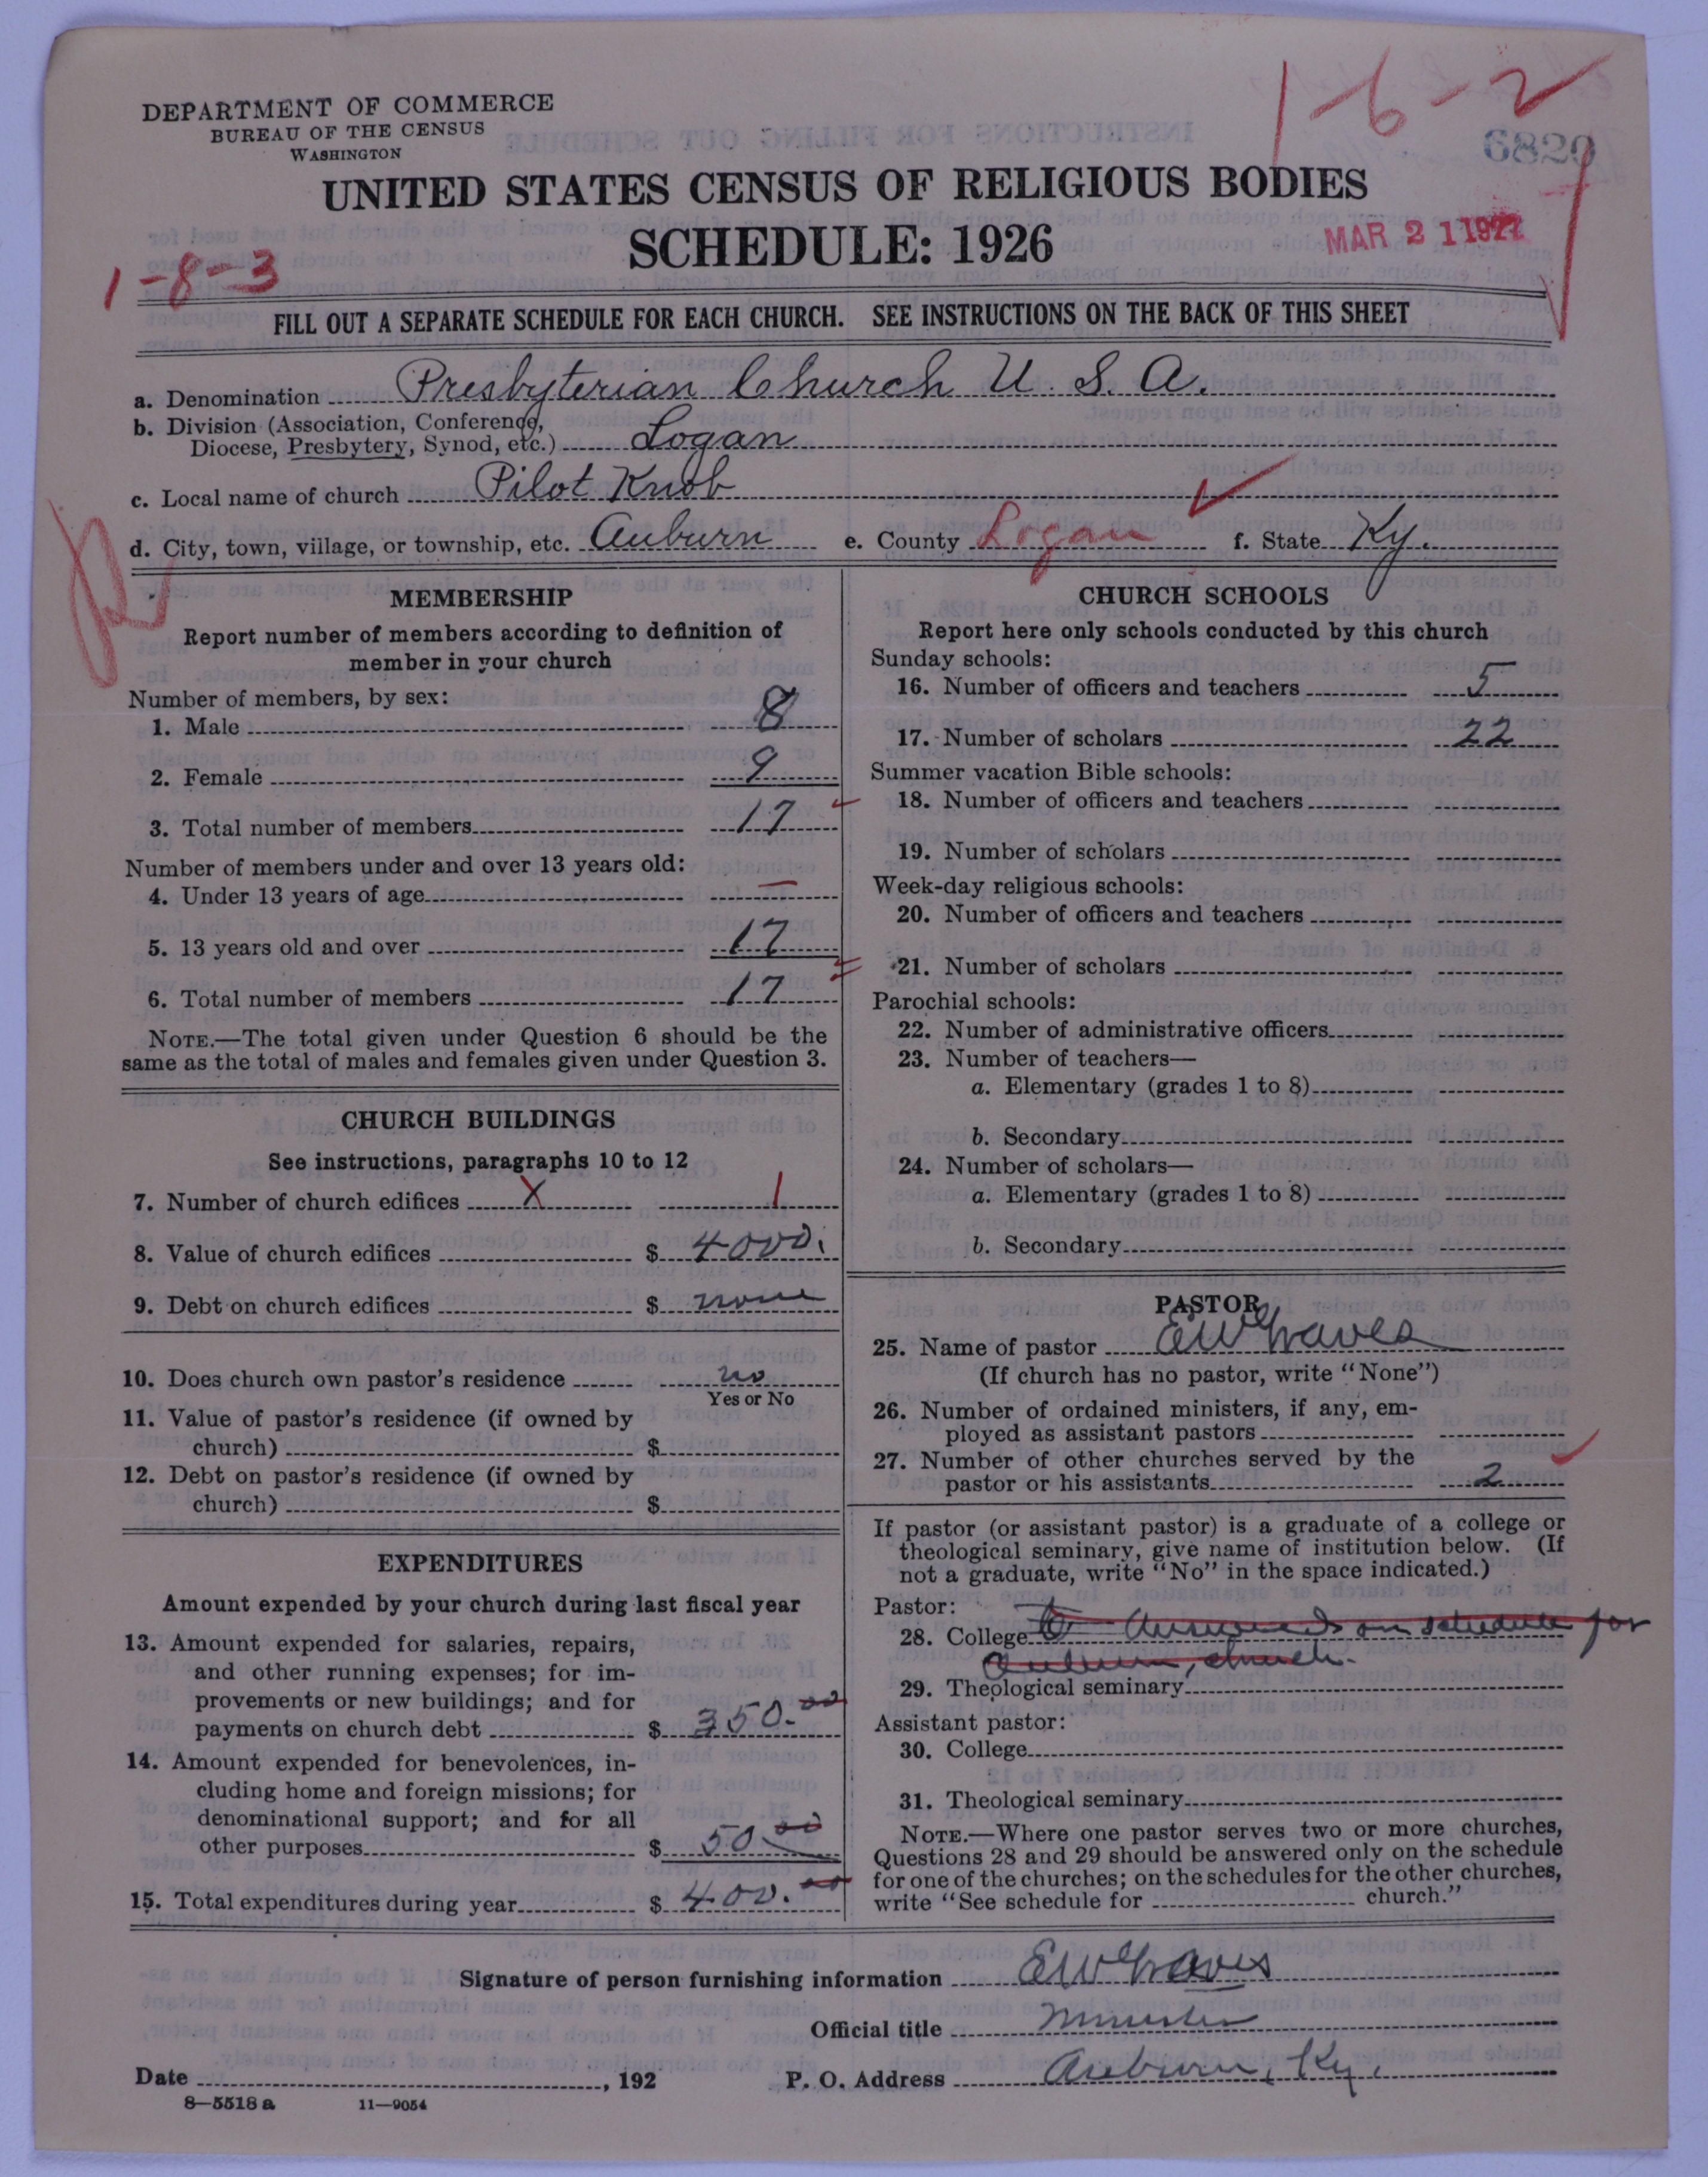 1-6-2
DEPARTMENT OF COMMERCE
BUREAU OF THE CENSUS
WASHINGTON
6820
UNITED STATES CENSUS OF RELIGIOUS BODIES
SCHEDULE: 1926
MAR 21 1927
1-8-3
FILL OUT A SEPARATE SCHEDULE FOR EACH CHURCH. SEE INSTRUCTIONS ON THE BACK OF THIS SHEET
a. Denomination Presbyterian Church U. S. A.
b. Division (Association, Conference,
Diocese, Presbytery, Synod, etc.) Logan
c. Local name of church Pilot Knob
d. City, town, village, or township, etc. Auburn e. County Logan f. State Ky.
MEMBERSHIP
Report number of members according to definition of
member in your church
Number of members, by sex:
1. Male 8
2. Female 9
3. Total number of members 17
Number of members under and over 13 years old:
4. Under 13 years of age —
5. 13 years old and over 17
6. Total number of members 17
NOTE.—The total given under Question 6 should be the
same as the total of males and females given under Question 3.
CHURCH BUILDINGS
See instructions, paragraphs 10 to 12
7. Number of church edifices X 1
8. Value of church edifices $ 4000.
9. Debt on church edifices $ none
10. Does church own pastor's residence no
Yes or No
11. Value of pastor's residence (if owned by
church) $
12. Debt on pastor's residence (if owned by
church) $
EXPENDITURES
Amount expended by your church during last fiscal year
13. Amount expended for salaries, repairs,
and other running expenses; for im-
provements or new buildings; and for
payments on church debt $ 350.00
14. Amount expended for benevolences, in-
cluding home and foreign missions; for
denominational support; and for all
other purposes $ 50.00
15. Total expenditures during year $ 400.00
CHURCH SCHOOLS
Report here only schools conducted by this church
Sunday schools:
16. Number of officers and teachers 5
17. Number of scholars 22
Summer vacation Bible schools:
18. Number of officers and teachers
19. Number of scholars
Week-day religious schools:
20. Number of officers and teachers
21. Number of scholars
Parochial schools:
22. Number of administrative officers
23. Number of teachers—
a. Elementary (grades 1 to 8)
b. Secondary
24. Number of scholars—
a. Elementary (grades 1 to 8)
b. Secondary
PASTOR
25. Name of pastor E W Graves
(If church has no pastor, write "None")
26. Number of ordained ministers, if any, em-
ployed as assistant pastors
27. Number of other churches served by the
pastor or his assistants 2
If pastor (or assistant pastor) is a graduate of a college or
theological seminary, give name of institution below. (If
not a graduate, write "No" in the space indicated.)
Pastor:
28. College Answered on schedule for
Auburn, church.
29. Theological seminary
Assistant pastor:
30. College
31. Theological seminary
NOTE.—Where one pastor serves two or more churches,
Questions 28 and 29 should be answered only on the schedule
for one of the churches; on the schedules for the other churches,
write "See schedule for church."
Signature of person furnishing information E W Graves
Official title Minister
Date , 192 P. O. Address Auburn, Ky.
8—5518 a 11—9054